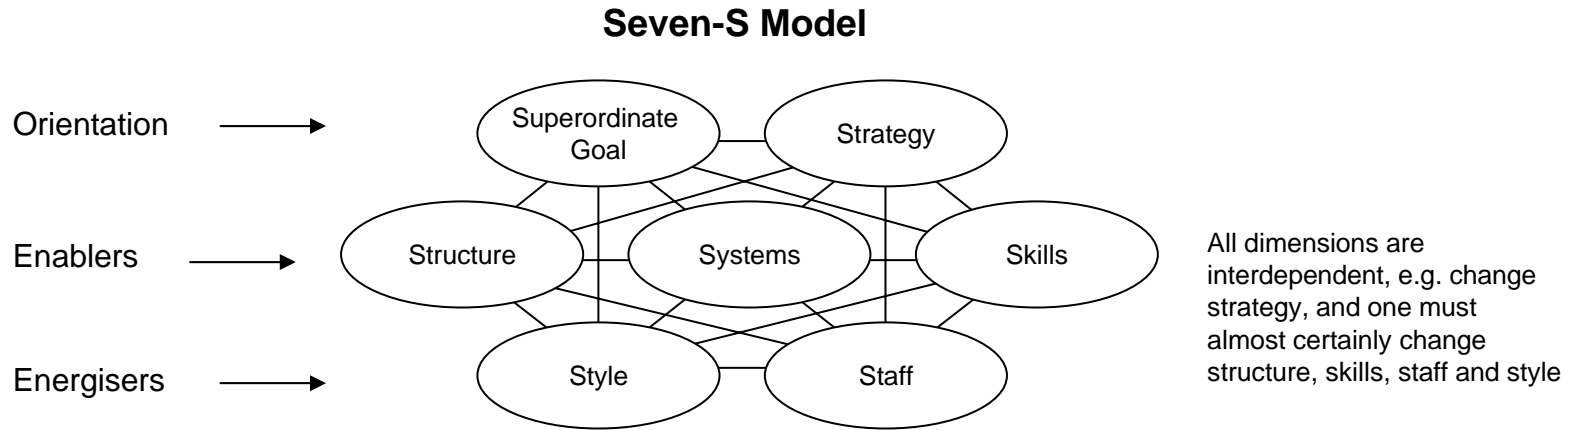 Seven-S Model
Orientation
Superordinate
Goal
Strategy
Enablers
Structure
Systems
Skills
Energisers
Style
Staff
All dimensions are
interdependent, e.g. change
strategy, and one must
almost certainly change
structure, skills, staff and style